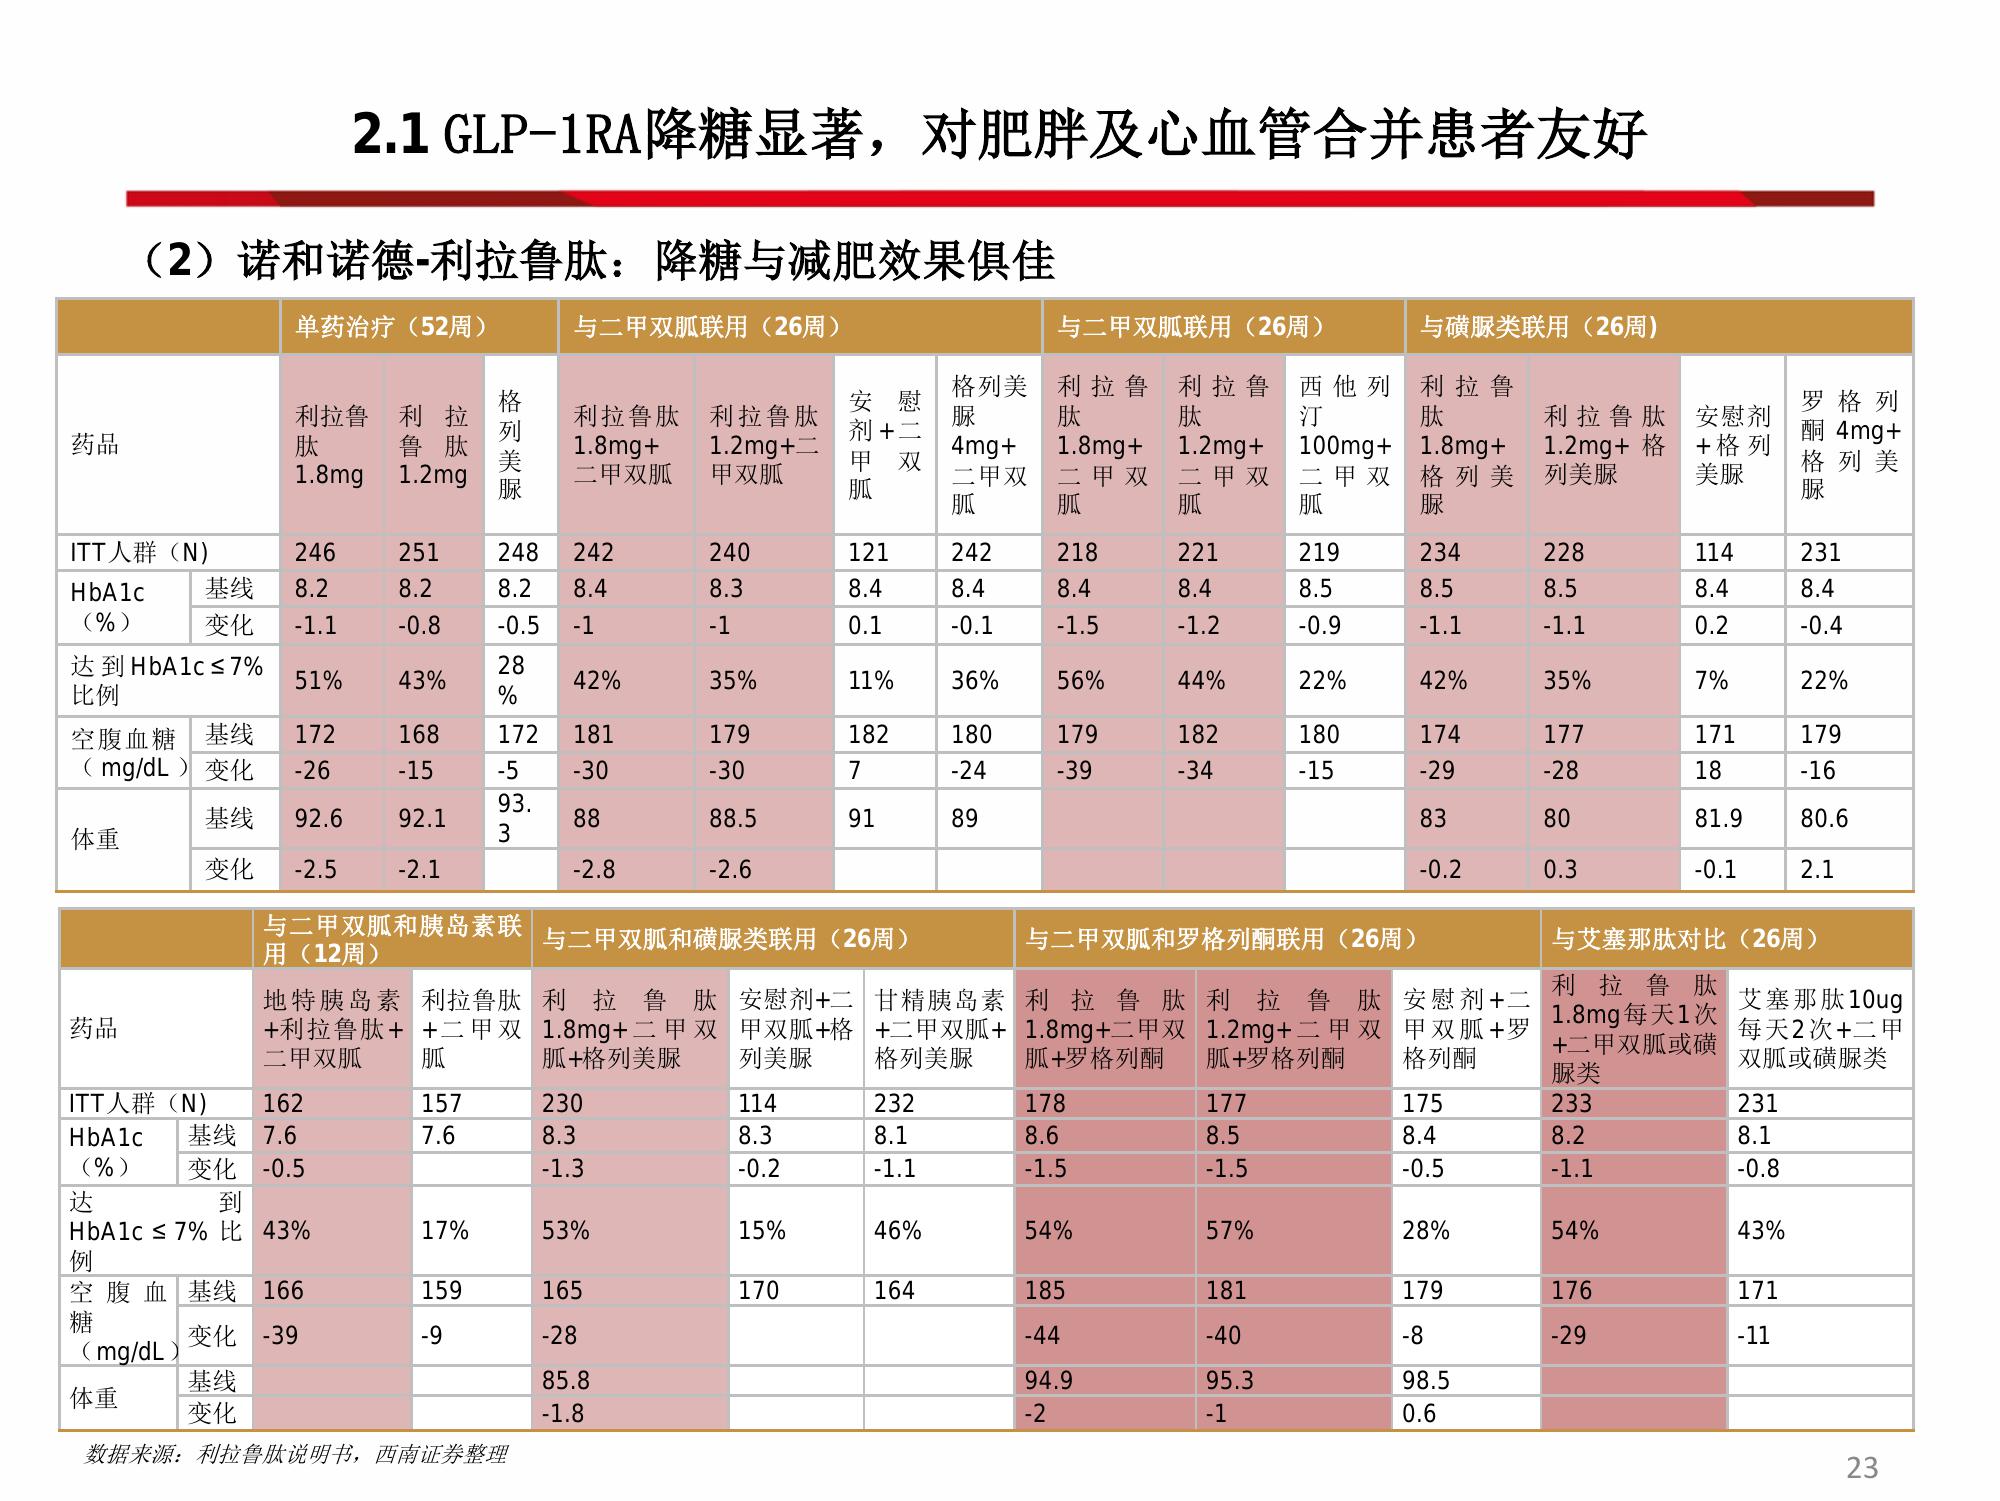 2.1 GLP-1RA降糖显著，对肥胖及心血管合并患者友好
（2）诺和诺德-利拉鲁肽：降糖与减肥效果俱佳
单药治疗（52周） 与二甲双胍联用（26周） 与二甲双胍联用（26周） 与磺脲类联用（26周)
药品 利拉鲁肽1.8mg 利拉鲁肽1.2mg 格列美脲 利拉鲁肽1.8mg+二甲双胍 利拉鲁肽1.2mg+二甲双胍 安慰剂+二甲双胍 格列美脲4mg+二甲双胍 利拉鲁肽1.8mg+二甲双胍 利拉鲁肽1.2mg+二甲双胍 西他列汀100mg+二甲双胍 利拉鲁肽1.8mg+格列美脲 利拉鲁肽1.2mg+格列美脲 安慰剂+格列美脲 罗格列酮4mg+格列美脲
ITT人群（N) 246 251 248 242 240 121 242 218 221 219 234 228 114 231
HbA1c（%） 基线 8.2 8.2 8.2 8.4 8.3 8.4 8.4 8.4 8.4 8.5 8.5 8.5 8.4 8.4
变化 -1.1 -0.8 -0.5 -1 -1 0.1 -0.1 -1.5 -1.2 -0.9 -1.1 -1.1 0.2 -0.4
达到HbA1c≤7%比例 51% 43% 28% 42% 35% 11% 36% 56% 44% 22% 42% 35% 7% 22%
空腹血糖（mg/dL） 基线 172 168 172 181 179 182 180 179 182 180 174 177 171 179
变化 -26 -15 -5 -30 -30 7 -24 -39 -34 -15 -29 -28 18 -16
体重 基线 92.6 92.1 93.3 88 88.5 91 89 83 80 81.9 80.6
变化 -2.5 -2.1 -2.8 -2.6 -0.2 0.3 -0.1 2.1
与二甲双胍和胰岛素联用（12周） 与二甲双胍和磺脲类联用（26周） 与二甲双胍和罗格列酮联用（26周） 与艾塞那肽对比（26周）
药品 地特胰岛素+利拉鲁肽+二甲双胍 利拉鲁肽+二甲双胍 利拉鲁肽1.8mg+二甲双胍+格列美脲 安慰剂+二甲双胍+格列美脲 甘精胰岛素+二甲双胍+格列美脲 利拉鲁肽1.8mg+二甲双胍+罗格列酮 利拉鲁肽1.2mg+二甲双胍+罗格列酮 安慰剂+二甲双胍+罗格列酮 利拉鲁肽1.8mg每天1次+二甲双胍或磺脲类 艾塞那肽10ug每天2次+二甲双胍或磺脲类
ITT人群（N) 162 157 230 114 232 178 177 175 233 231
HbA1c（%） 基线 7.6 7.6 8.3 8.3 8.1 8.6 8.5 8.4 8.2 8.1
变化 -0.5 -1.3 -0.2 -1.1 -1.5 -1.5 -0.5 -1.1 -0.8
达到HbA1c≤7%比例 43% 17% 53% 15% 46% 54% 57% 28% 54% 43%
空腹血糖（mg/dL） 基线 166 159 165 170 164 185 181 179 176 171
变化 -39 -9 -28 -44 -40 -8 -29 -11
体重 基线 85.8 94.9 95.3 98.5
变化 -1.8 -2 -1 0.6
数据来源：利拉鲁肽说明书，西南证券整理
23